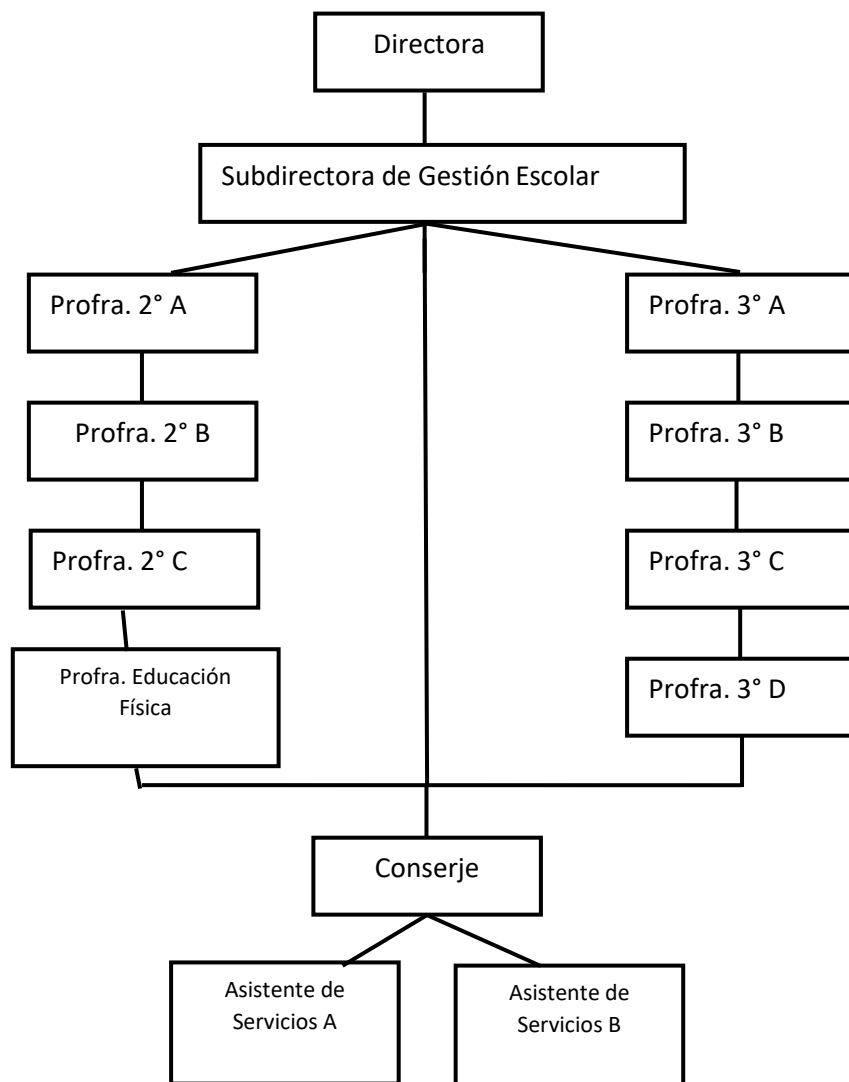 Directora
Subdirectora de Gestión Escolar
Profra. 2° A
Profra. 3° A
Profra. 2° B
Profra. 3° B
Profra. 2° C
Profra. 3° C
Profra. Educación
Física
Profra. 3° D
Conserje
Asistente de
Servicios A
Asistente de
Servicios B